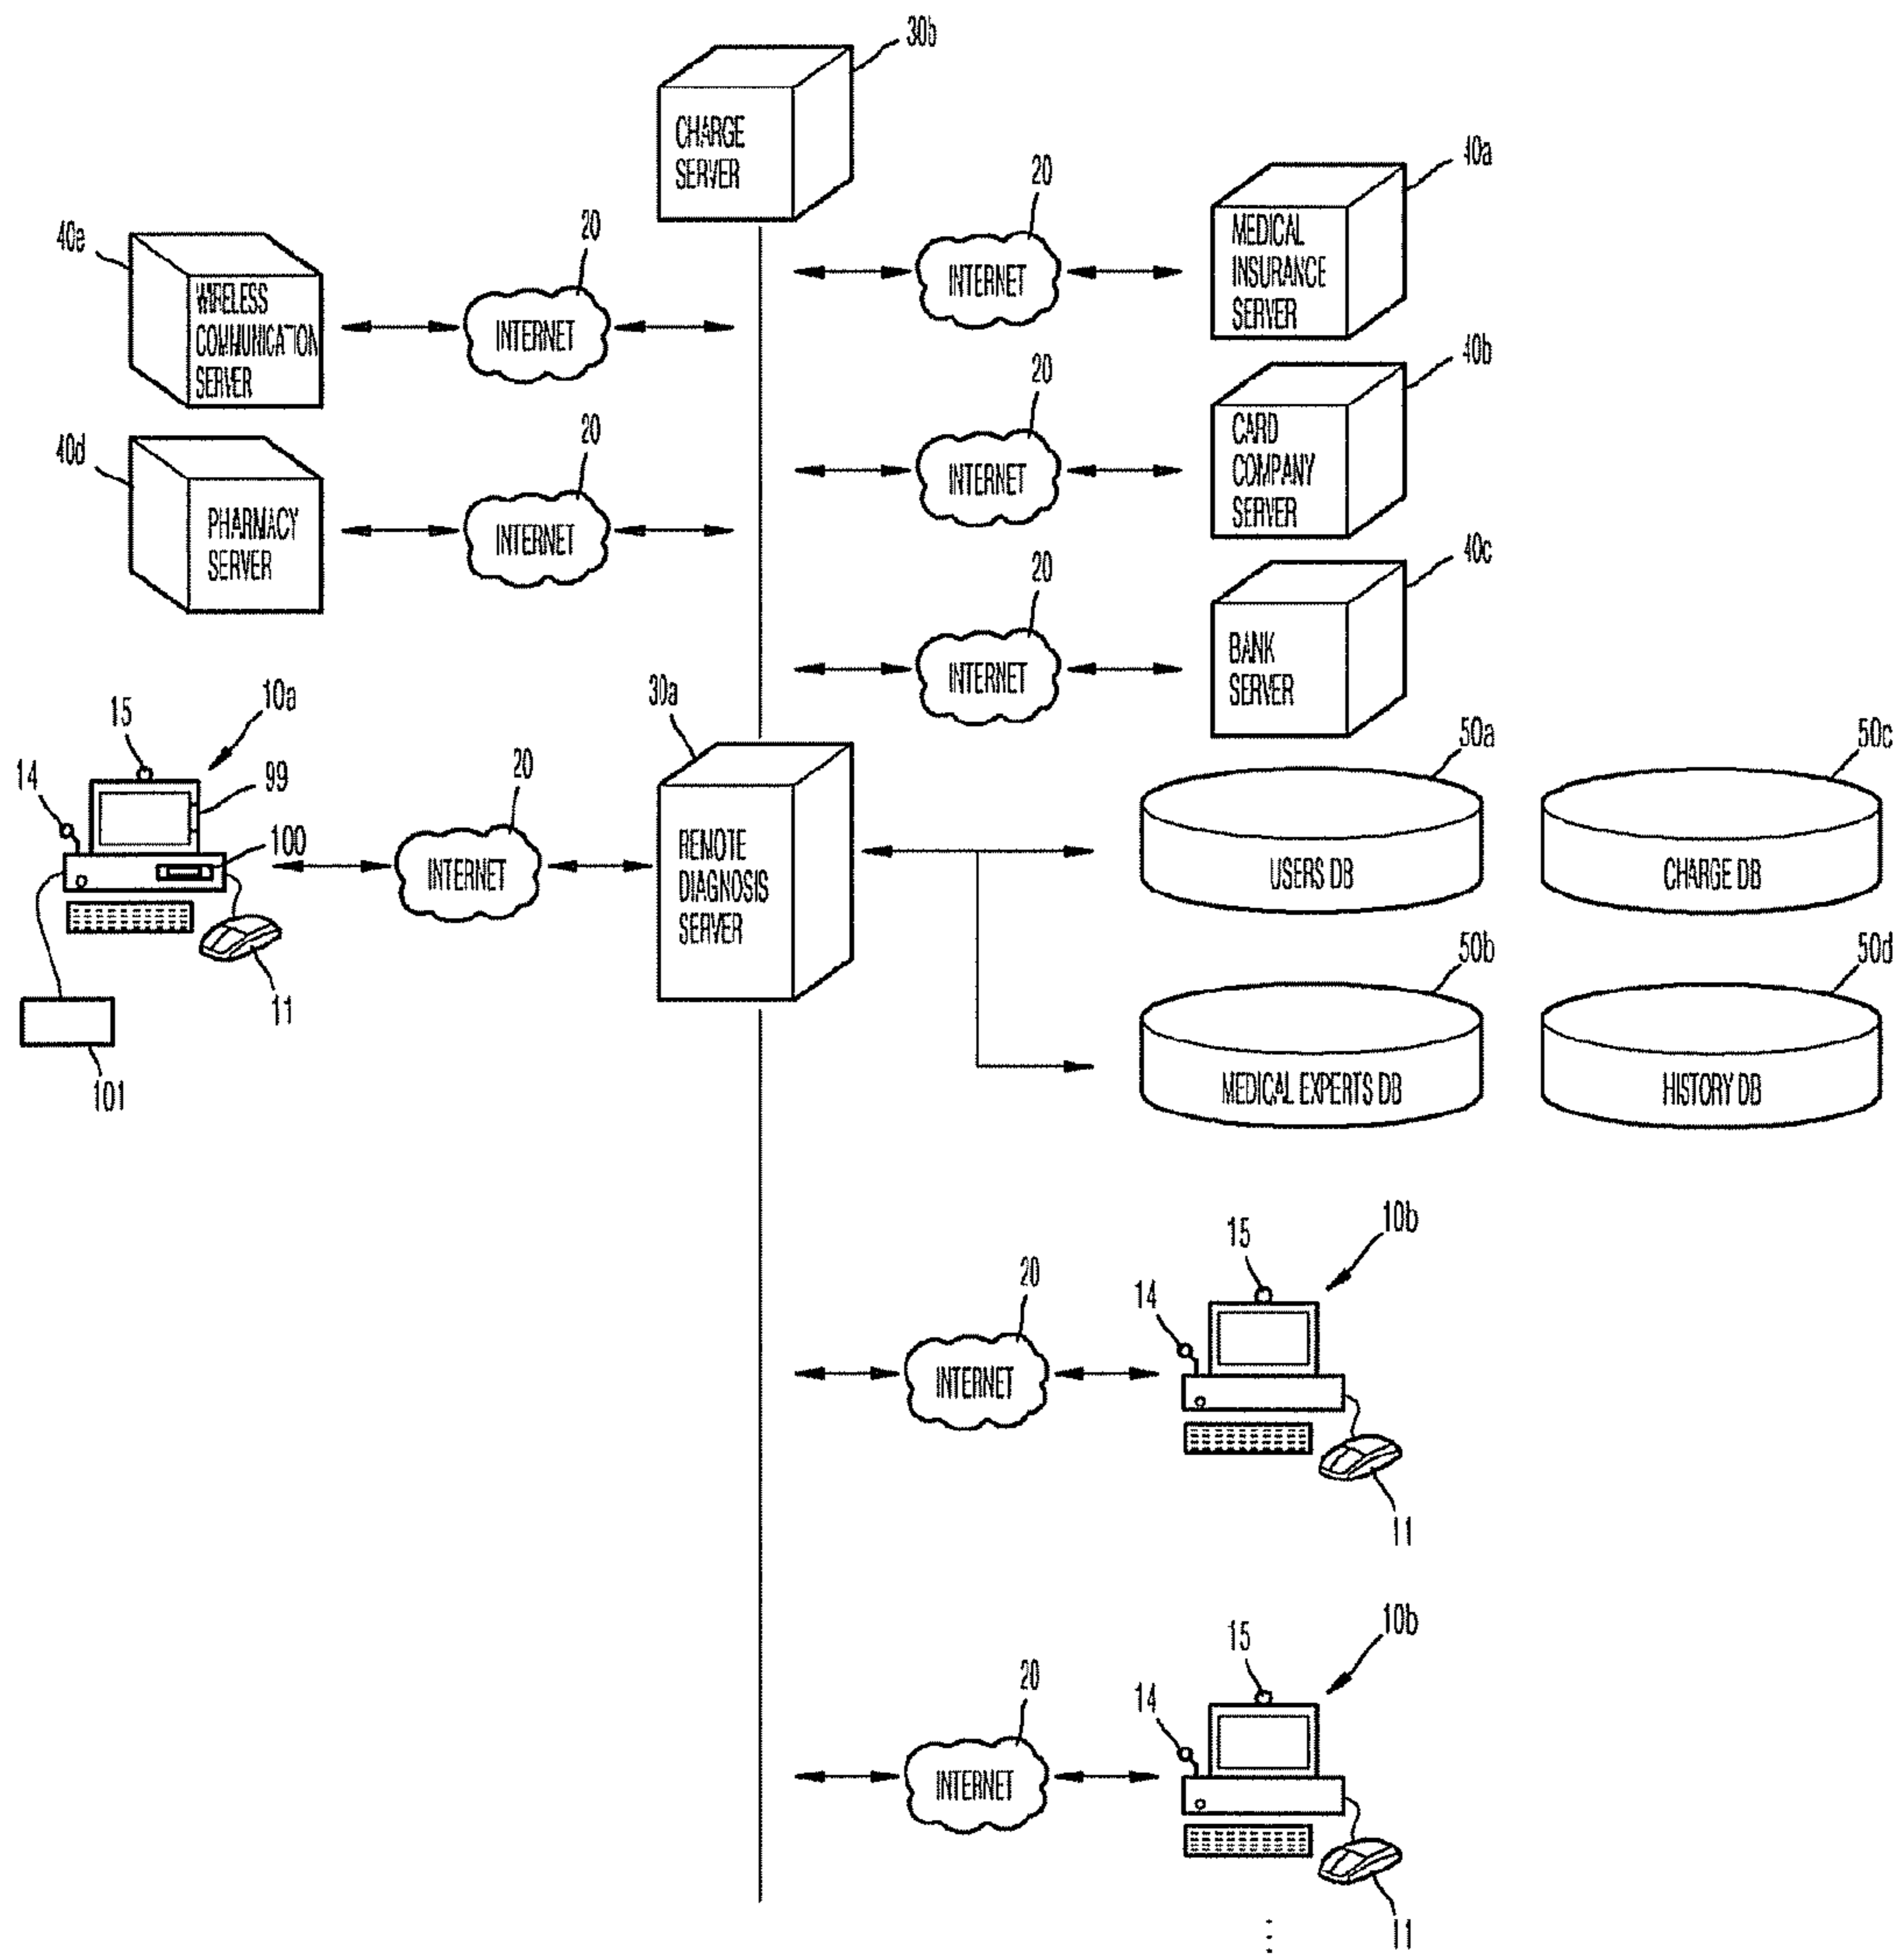 30b
CHARGE
SERVER
20
40a
MEDICAL
INSURANCE
SERVER
INTERNET
40e
20
WIRELESS
COMMUNICATION
SERVER
INTERNET
20
40b
CARD
COMPANY
SERVER
INTERNET
40d
20
PHARMACY
SERVER
INTERNET
20
40c
BANK
SERVER
INTERNET
15
10a
14
99
100
11
101
20
INTERNET
30a
REMOTE
DIAGNOSIS
SERVER
50a
USERS DB
50c
CHARGE DB
50b
MEDICAL EXPERTS DB
50d
HISTORY DB
20
INTERNET
15
10b
14
11
20
INTERNET
15
10b
14
11